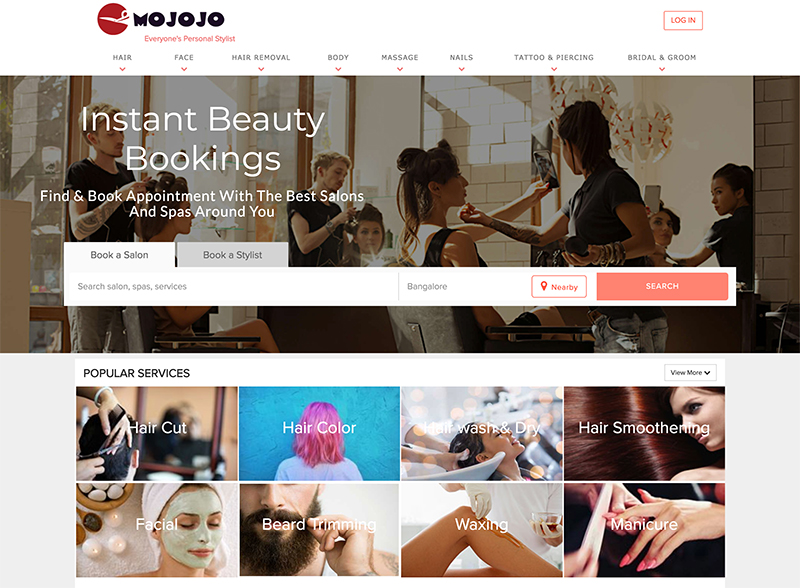 MOJOJO
Everyone's Personal Stylist
LOG IN
HAIR FACE HAIR REMOVAL BODY MASSAGE NAILS TATTOO & PIERCING BRIDAL & GROOM
Instant Beauty
Bookings
Find & Book Appointment With The Best Salons
And Spas Around You
Book a Salon Book a Stylist
Search salon, spas, services Bangalore Nearby SEARCH
POPULAR SERVICES View More
Hair Cut Hair Color Hair wash & Dry Hair Smoothening
Facial Beard Trimming Waxing Manicure